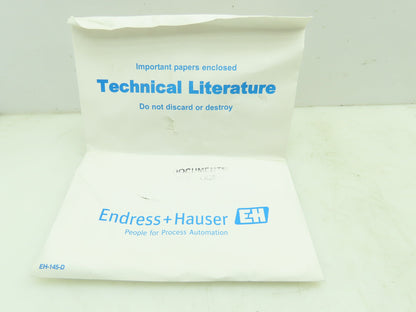 Important papers enclosed
Technical Literature
Do not discard or destroy
DOCUMENTS
Endress+Hauser EH
People for Process Automation
EH-145-D